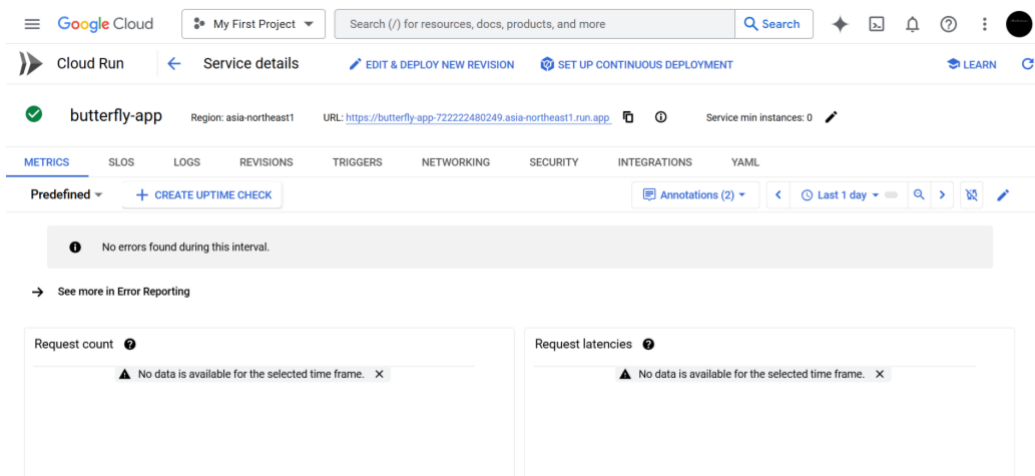 Google Cloud My First Project Search (/) for resources, docs, products, and more Search
Cloud Run Service details EDIT & DEPLOY NEW REVISION SET UP CONTINUOUS DEPLOYMENT LEARN
butterfly-app Region: asia-northeast1 URL: https://butterfly-app-722222480249.asia-northeast1.run.app Service min instances: 0
METRICS SLOS LOGS REVISIONS TRIGGERS NETWORKING SECURITY INTEGRATIONS YAML
Predefined CREATE UPTIME CHECK Annotations (2) Last 1 day
No errors found during this interval.
See more in Error Reporting
Request count Request latencies
No data is available for the selected time frame. No data is available for the selected time frame.